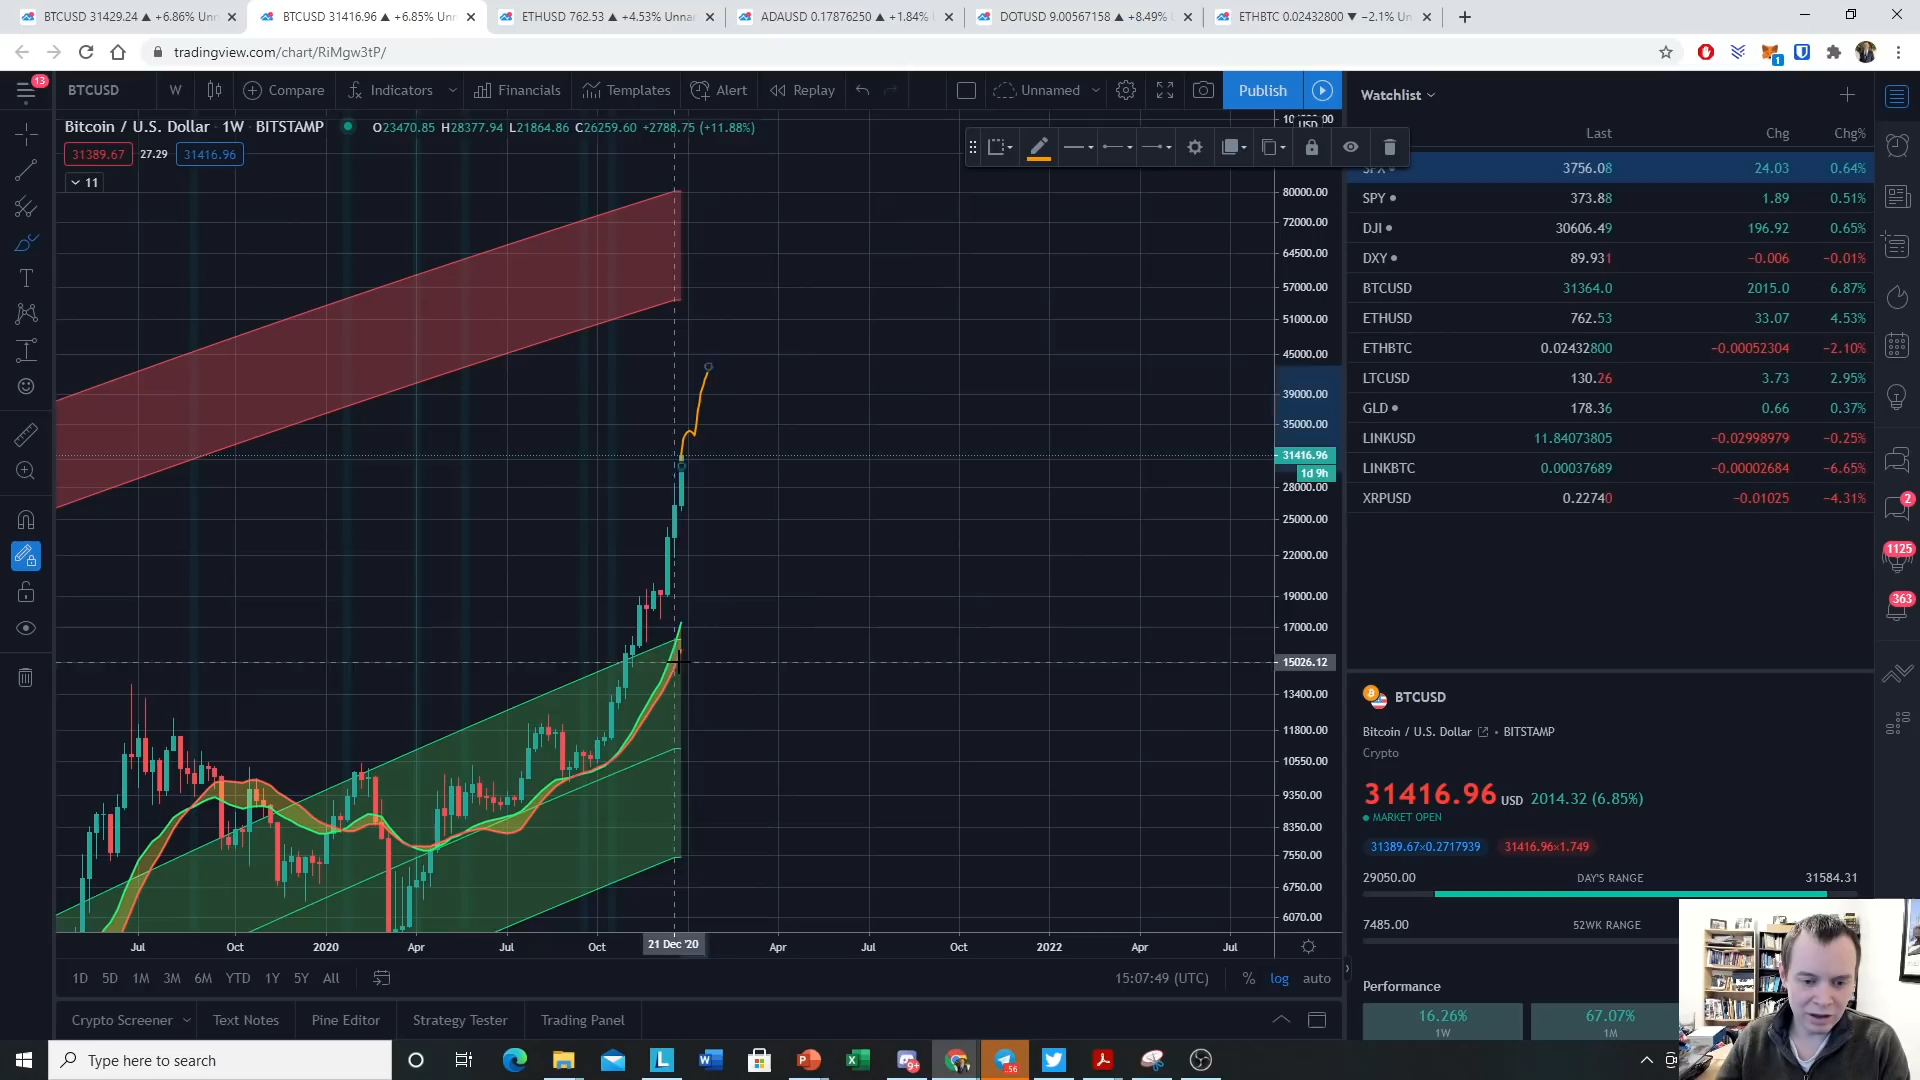 BTCUSD 31429.24 ▲ +6.86% Unn
BTCUSD 31416.96 ▲ +6.85% Unn
ETHUSD 762.53 ▲ +4.53% Unnar
ADAUSD 0.17876250 ▲ +1.84%
DOTUSD 9.00567158 ▲ +8.49%
ETHBTC 0.02432800 ▼ −2.1% Un
tradingview.com/chart/RiMgw3tP/
1
13
BTCUSD W Compare Indicators Financials Templates Alert Replay Unnamed Publish
Bitcoin / U.S. Dollar 1W BITSTAMP O23470.85 H28377.94 L21864.86 C26259.60 +2788.75 (+11.88%)
31389.67 27.29 31416.96
11
USD
80000.00
72000.00
64500.00
57000.00
51000.00
45000.00
39000.00
35000.00
31416.96
1d 9h
28000.00
25000.00
22000.00
19000.00
17000.00
15026.12
13400.00
11800.00
10550.00
9350.00
8350.00
7550.00
6750.00
6070.00
Jul Oct 2020 Apr Jul Oct 21 Dec '20 Apr Jul Oct 2022 Apr Jul
1D 5D 1M 3M 6M YTD 1Y 5Y All 15:07:49 (UTC) % log auto
Crypto Screener Text Notes Pine Editor Strategy Tester Trading Panel
Watchlist
Last Chg Chg%
SPX 3756.08 24.03 0.64%
SPY 373.88 1.89 0.51%
DJI 30606.49 196.92 0.65%
DXY 89.931 −0.006 −0.01%
BTCUSD 31364.0 2015.0 6.87%
ETHUSD 762.53 33.07 4.53%
ETHBTC 0.02432800 −0.00052304 −2.10%
LTCUSD 130.26 3.73 2.95%
GLD 178.36 0.66 0.37%
LINKUSD 11.84073805 −0.02998979 −0.25%
LINKBTC 0.00037689 −0.00002684 −6.65%
XRPUSD 0.22740 −0.01025 −4.31%
2
1125
363
BTCUSD
Bitcoin / U.S. Dollar • BITSTAMP
Crypto
31416.96 USD 2014.32 (6.85%)
MARKET OPEN
31389.67×0.2717939 31416.96×1.749
29050.00 DAY'S RANGE 31584.31
7485.00 52WK RANGE
Performance
16.26% 67.07%
1W 1M
Type here to search
9+
56